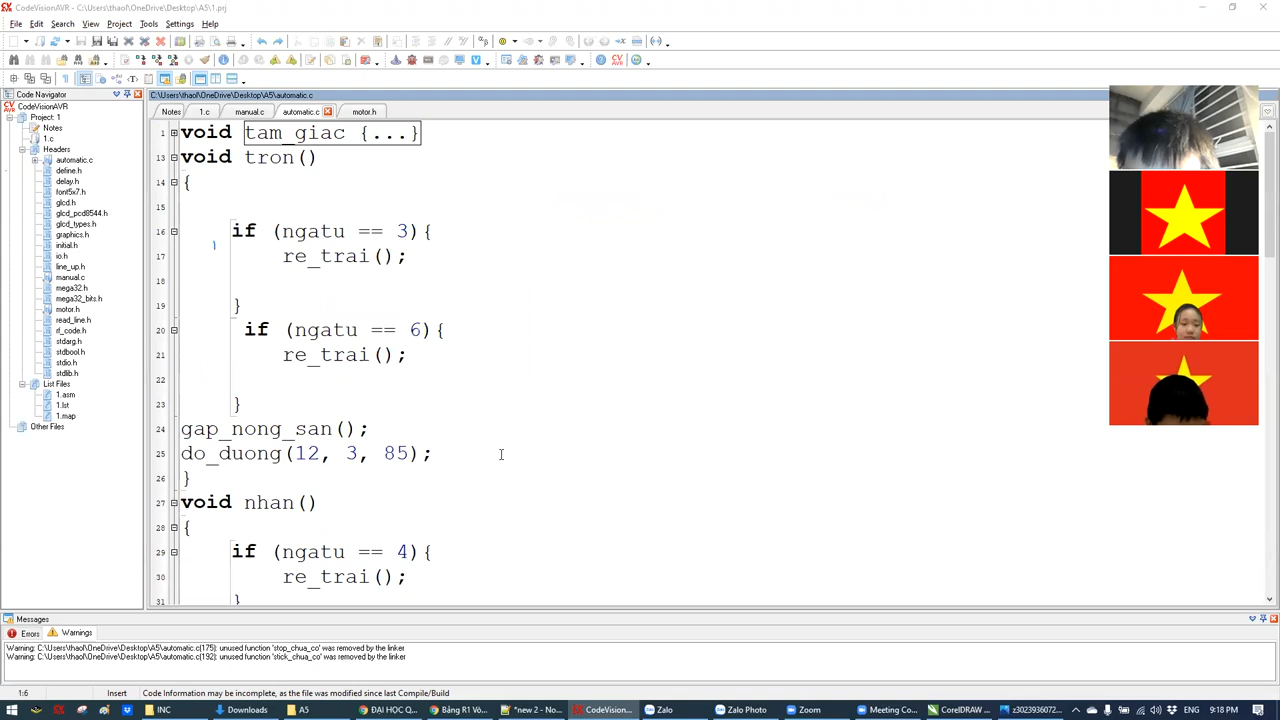 CodeVisionAVR - C:\Users\thaol\OneDrive\Desktop\A5\1.prj
File Edit Search View Project Tools Settings Help
Code Navigator
CodeVisionAVR
Project: 1
Notes
1.c
Headers
automatic.c
define.h
delay.h
font5x7.h
glcd.h
glcd_pcd8544.h
glcd_types.h
graphics.h
initial.h
io.h
line_up.h
manual.c
mega32.h
mega32_bits.h
motor.h
read_line.h
rf_code.h
stdarg.h
stdbool.h
stdio.h
stdlib.h
List Files
1.asm
1.lst
1.map
Other Files
C:\Users\thaol\OneDrive\Desktop\A5\automatic.c
Notes 1.c manual.c automatic.c motor.h
1 void tam_giac {...}
13 void tron()
14 {
15
16 if (ngatu == 3){
17 re_trai();
18
19 }
20 if (ngatu == 6){
21 re_trai();
22
23 }
24 gap_nong_san();
25 do_duong(12, 3, 85);
26 }
27 void nhan()
28 {
29 if (ngatu == 4){
30 re_trai();
31 }
Messages
Errors Warnings
Warning: C:\Users\thaol\OneDrive\Desktop\A5\automatic.c(175): unused function 'stop_chua_co' was removed by the linker
Warning: C:\Users\thaol\OneDrive\Desktop\A5\automatic.c(192): unused function 'stick_chua_co' was removed by the linker
1:6 Insert Code Information may be incomplete, as the file was modified since last Compile/Build
INC Downloads A5 ĐẠI HỌC Q... Bảng R1 Vò... *new 2 - No... CodeVision... Zalo Zalo Photo Zoom Meeting Co... CorelDRAW ... z3023936072... 9:18 PM